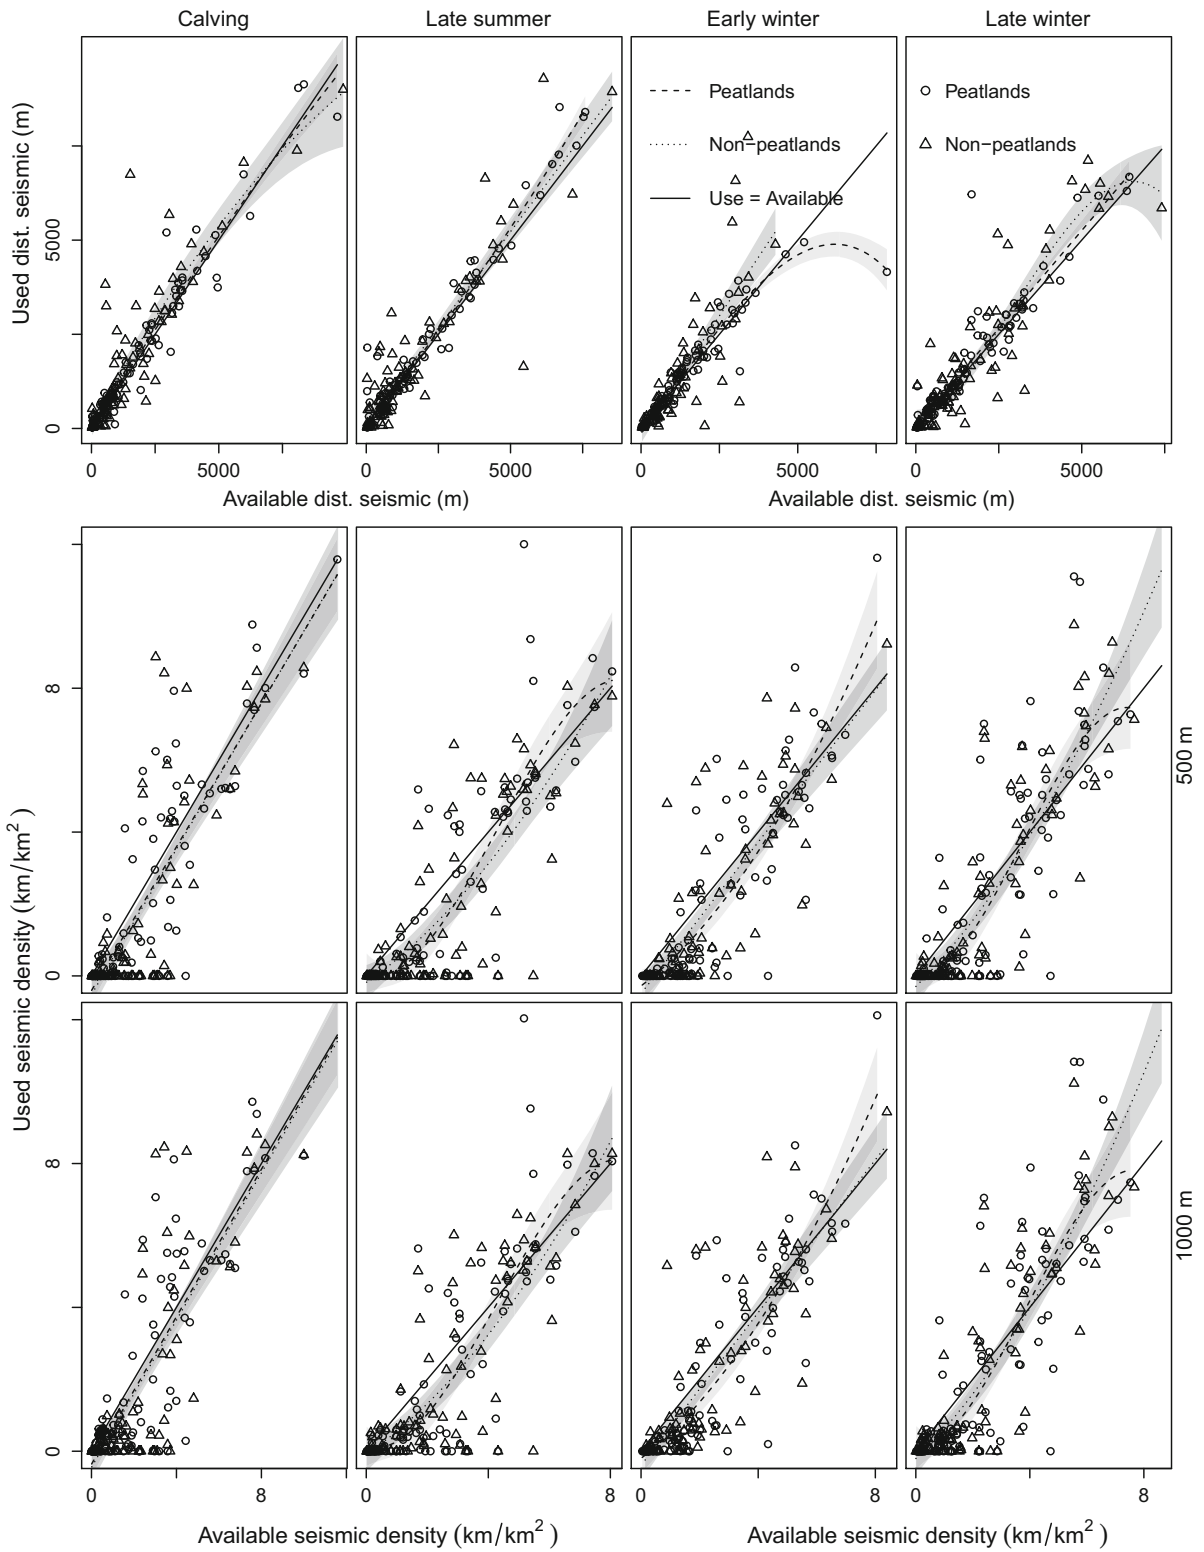 Calving
Late summer
Early winter
Late winter
Used dist. seismic (m)
5000
0
Peatlands
Non−peatlands
Use = Available
Peatlands
Non−peatlands
0
5000
0
5000
0
5000
0
5000
Available dist. seismic (m)
Available dist. seismic (m)
Used seismic density (km/km²)
8
0
500 m
8
0
1000 m
0
8
0
8
0
8
0
8
Available seismic density (km/km²)
Available seismic density (km/km²)